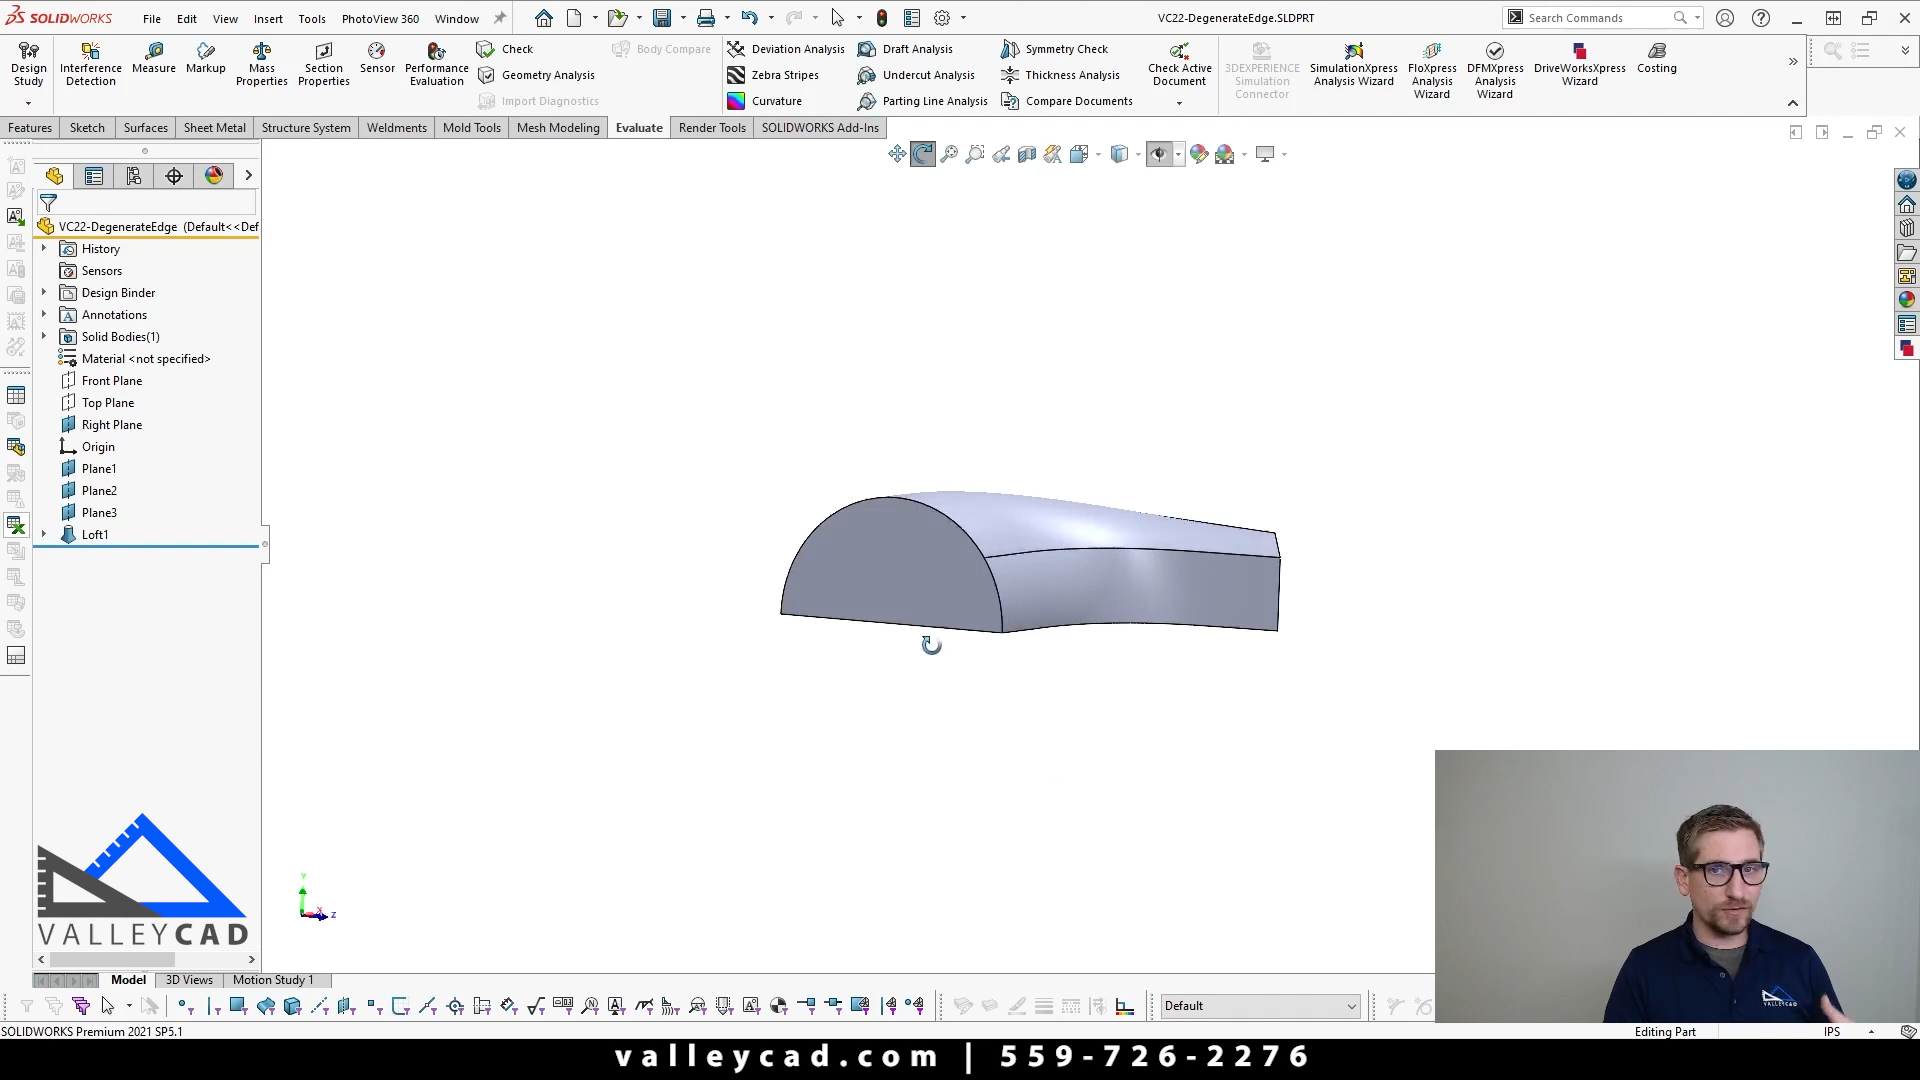 SOLIDWORKS
File
Edit
View
Insert
Tools
PhotoView 360
Window
VC22-DegenerateEdge.SLDPRT
Search Commands
Design Study
Interference Detection
Measure
Markup
Mass Properties
Section Properties
Sensor
Performance Evaluation
Check
Geometry Analysis
Import Diagnostics
Body Compare
Deviation Analysis
Zebra Stripes
Curvature
Draft Analysis
Undercut Analysis
Parting Line Analysis
Symmetry Check
Thickness Analysis
Compare Documents
Check Active Document
3DEXPERIENCE Simulation Connector
SimulationXpress Analysis Wizard
FloXpress Analysis Wizard
DFMXpress Analysis Wizard
DriveWorksXpress Wizard
Costing
Features
Sketch
Surfaces
Sheet Metal
Structure System
Weldments
Mold Tools
Mesh Modeling
Evaluate
Render Tools
SOLIDWORKS Add-Ins
VC22-DegenerateEdge (Default<<Def
History
Sensors
Design Binder
Annotations
Solid Bodies(1)
Material <not specified>
Front Plane
Top Plane
Right Plane
Origin
Plane1
Plane2
Plane3
Loft1
Y
X
Z
VALLEYCAD
Model
3D Views
Motion Study 1
Default
VALLEYCAD
SOLIDWORKS Premium 2021 SP5.1
Editing Part
IPS
valleycad.com | 559-726-2276